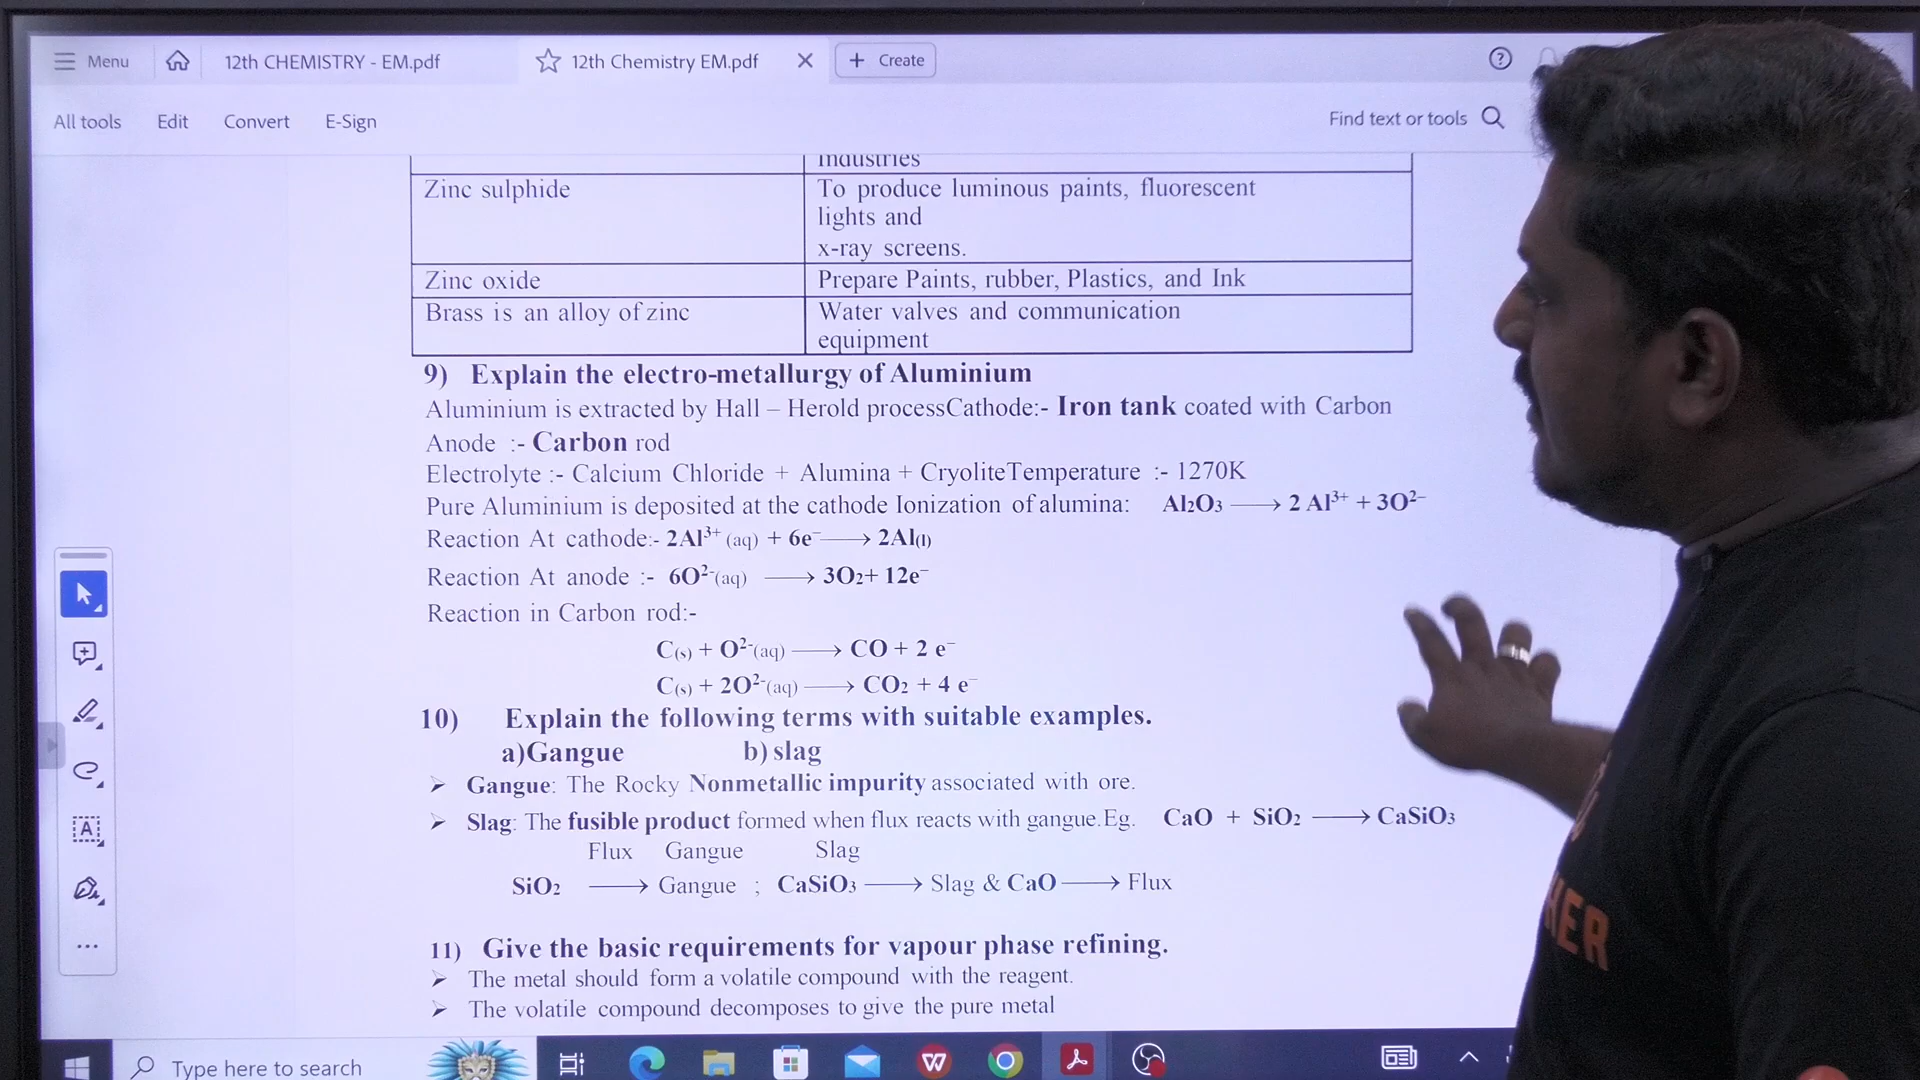 Menu 12th CHEMISTRY - EM.pdf 12th Chemistry EM.pdf Create
All tools Edit Convert E-Sign Find text or tools
industries
Zinc sulphide To produce luminous paints, fluorescent
lights and
x-ray screens.
Zinc oxide Prepare Paints, rubber, Plastics, and Ink
Brass is an alloy of zinc Water valves and communication
equipment
9) Explain the electro-metallurgy of Aluminium
Aluminium is extracted by Hall – Herold processCathode:- Iron tank coated with Carbon
Anode :- Carbon rod
Electrolyte :- Calcium Chloride + Alumina + CryoliteTemperature :- 1270K
Pure Aluminium is deposited at the cathode Ionization of alumina: Al₂O₃ ⟶ 2 Al³⁺ + 3O²⁻
Reaction At cathode:- 2Al³⁺ (aq) + 6e⁻ ⟶ 2Al(l)
Reaction At anode :- 6O²⁻(aq) ⟶ 3O₂+ 12e⁻
Reaction in Carbon rod:-
C(s) + O²⁻(aq) ⟶ CO + 2 e⁻
C(s) + 2O²⁻(aq) ⟶ CO₂ + 4 e⁻
10) Explain the following terms with suitable examples.
a)Gangue b) slag
➢ Gangue: The Rocky Nonmetallic impurity associated with ore.
➢ Slag: The fusible product formed when flux reacts with gangue.Eg. CaO + SiO₂ ⟶ CaSiO₃
Flux Gangue Slag
SiO₂ ⟶ Gangue ; CaSiO₃ ⟶ Slag & CaO ⟶ Flux
11) Give the basic requirements for vapour phase refining.
➢ The metal should form a volatile compound with the reagent.
➢ The volatile compound decomposes to give the pure metal
Type here to search